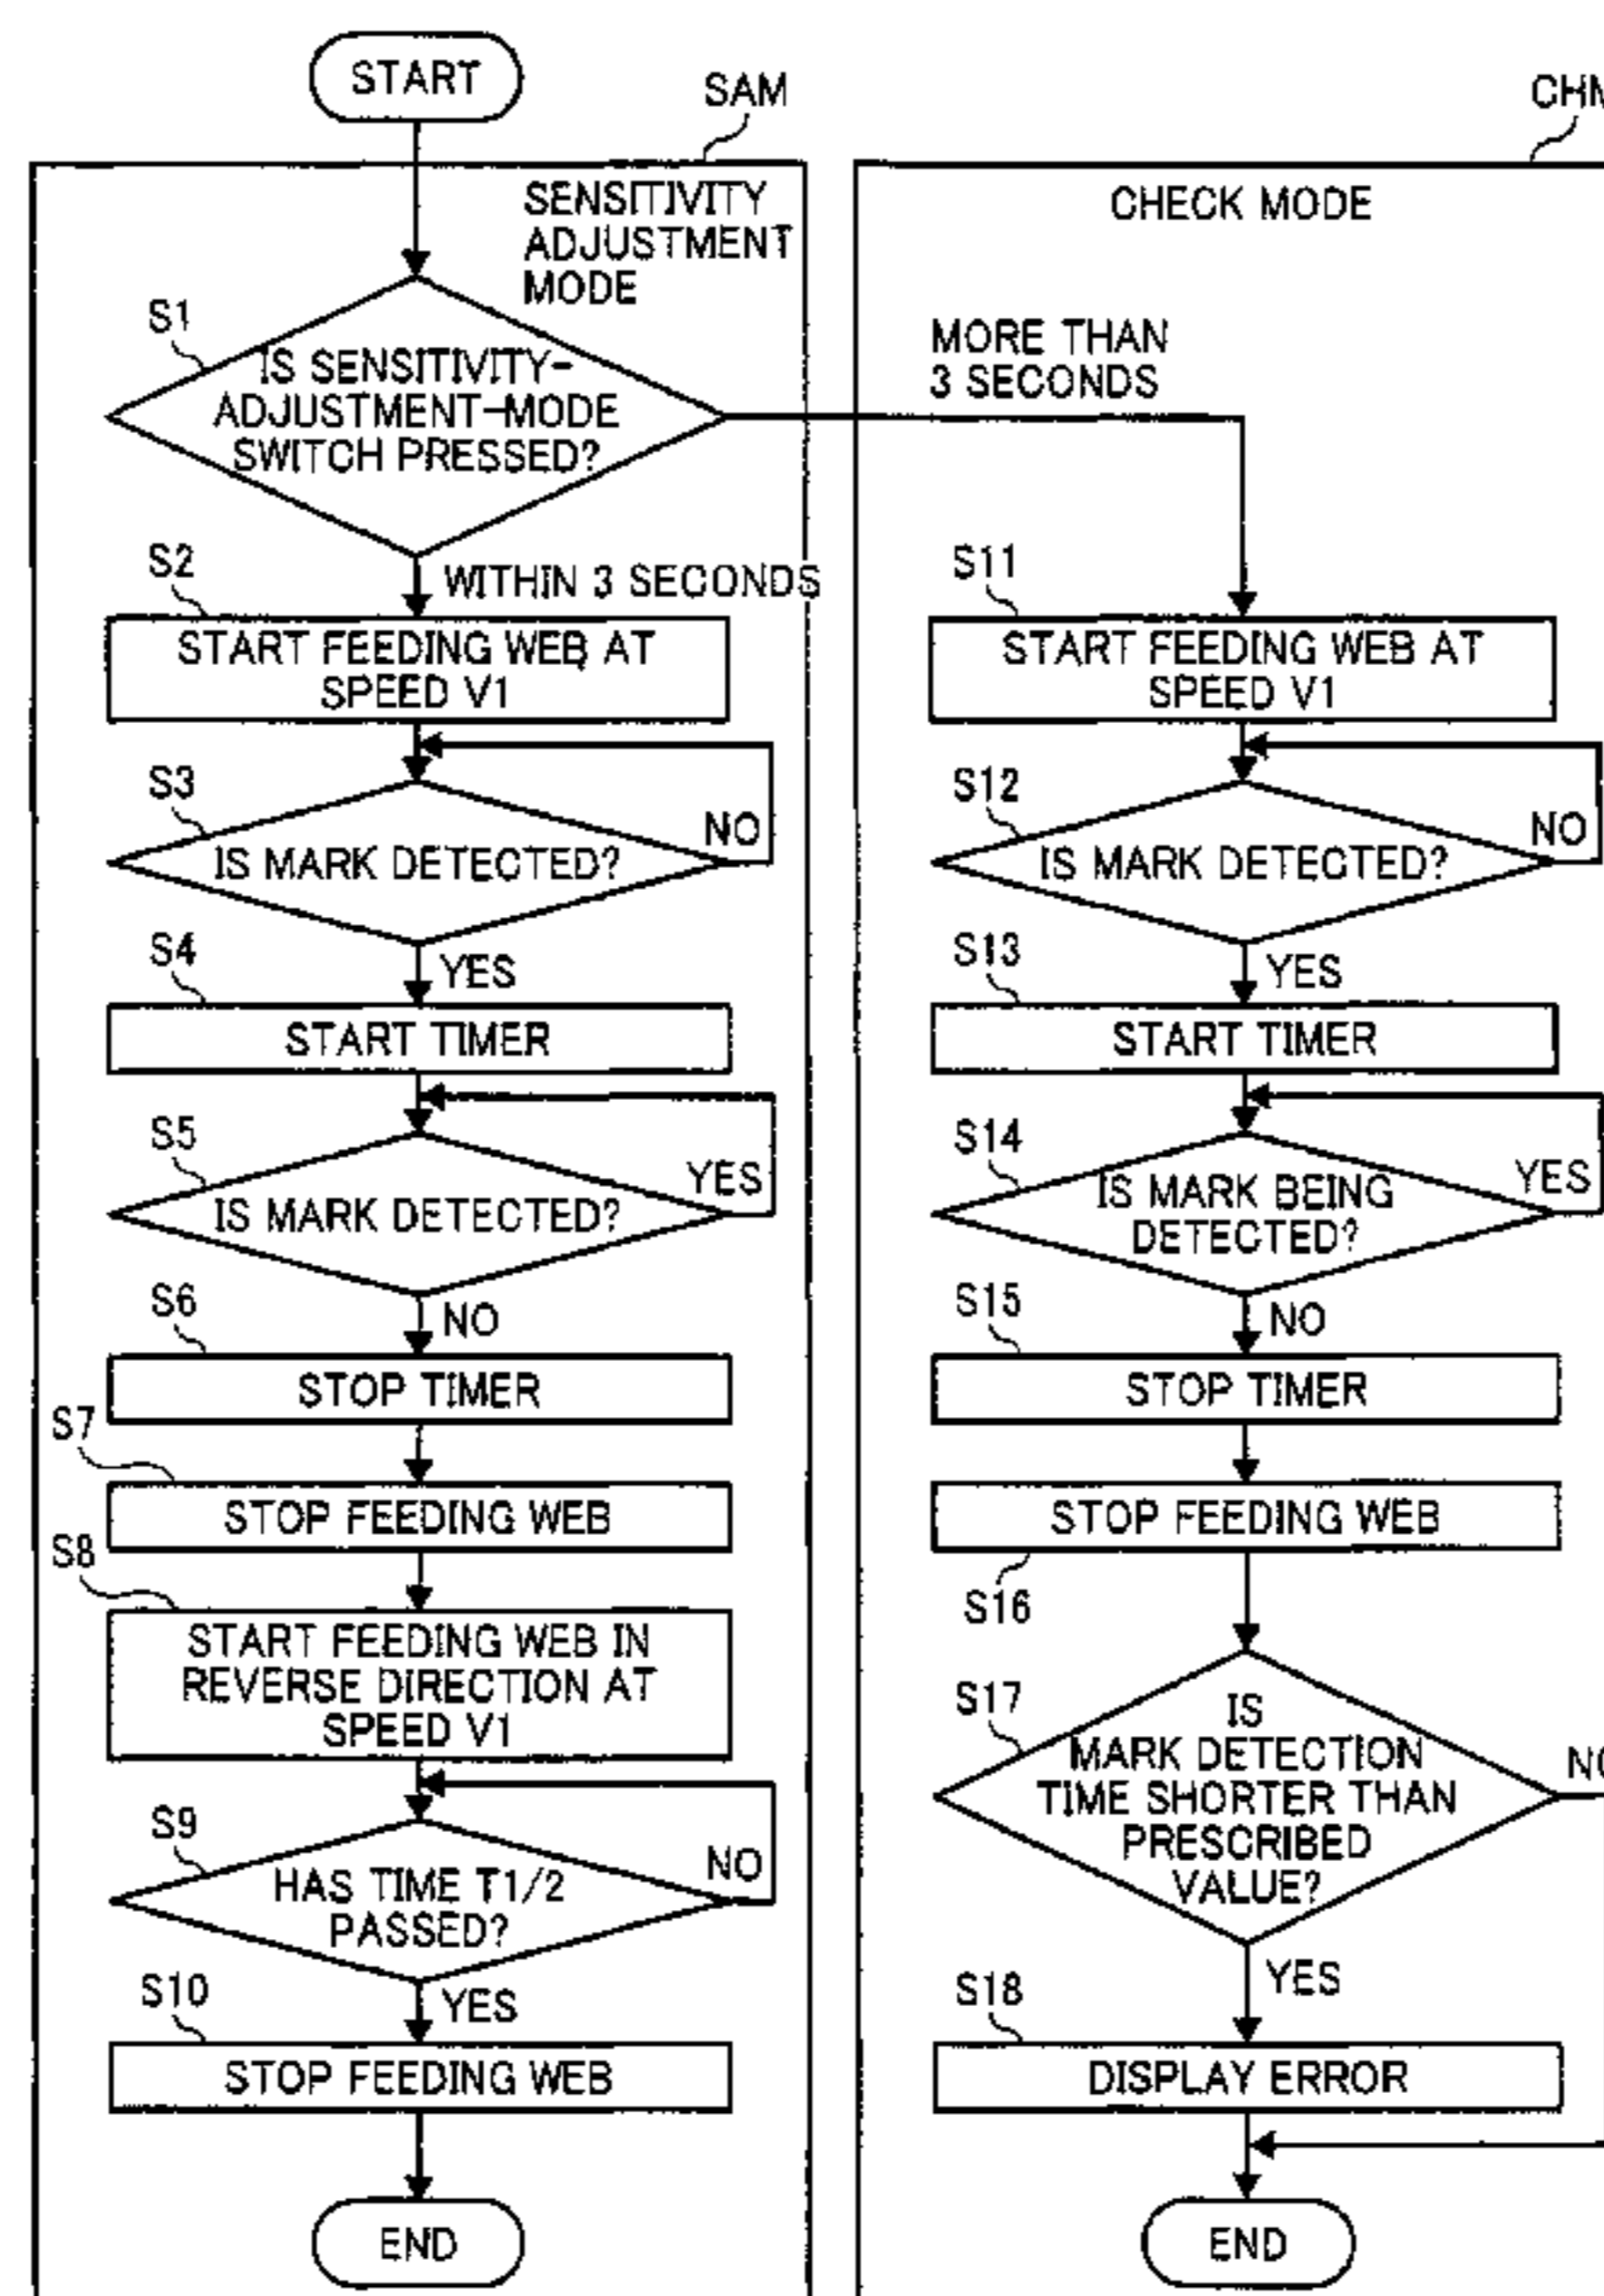 START
SAM
SENSITIVITY
ADJUSTMENT
MODE
S1
IS SENSITIVITY-
ADJUSTMENT-MODE
SWITCH PRESSED?
WITHIN 3 SECONDS
S2
START FEEDING WEB AT
SPEED V1
S3
IS MARK DETECTED?
NO
YES
S4
START TIMER
S5
IS MARK DETECTED?
YES
NO
S6
STOP TIMER
S7
STOP FEEDING WEB
S8
START FEEDING WEB IN
REVERSE DIRECTION AT
SPEED V1
S9
HAS TIME T1/2
PASSED?
NO
YES
S10
STOP FEEDING WEB
END
CHM
CHECK MODE
MORE THAN
3 SECONDS
S11
START FEEDING WEB AT
SPEED V1
S12
IS MARK DETECTED?
NO
YES
S13
START TIMER
S14
IS MARK BEING
DETECTED?
YES
NO
S15
STOP TIMER
STOP FEEDING WEB
S16
S17
IS
MARK DETECTION
TIME SHORTER THAN
PRESCRIBED
VALUE?
NO
YES
S18
DISPLAY ERROR
END